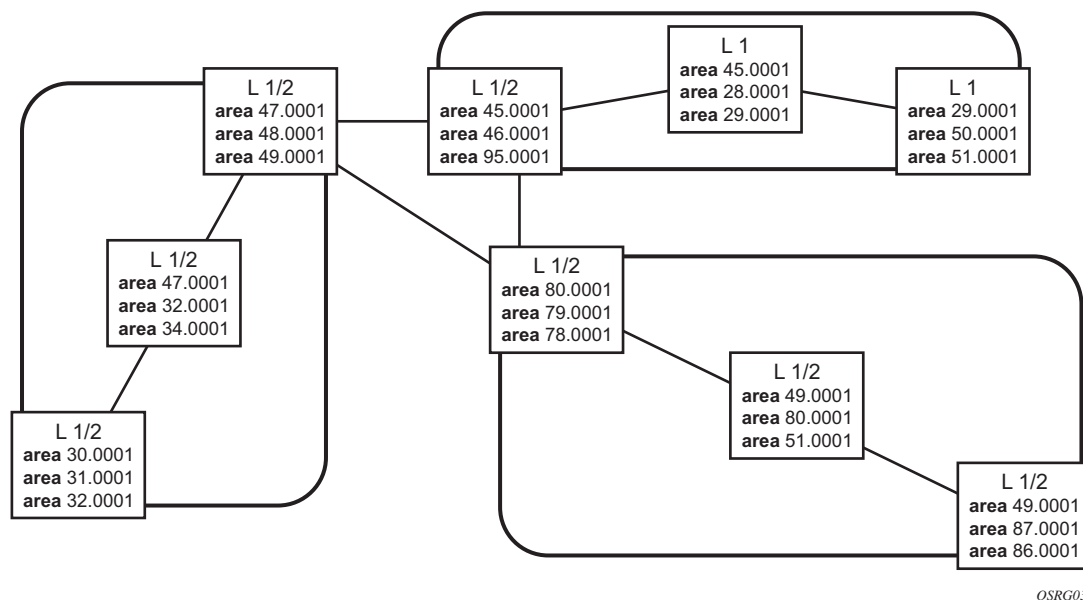 L 1
area 45.0001
area 28.0001
area 29.0001
L 1/2
area 47.0001
area 48.0001
area 49.0001
L 1/2
area 45.0001
area 46.0001
area 95.0001
L 1
area 29.0001
area 50.0001
area 51.0001
L 1/2
area 47.0001
area 32.0001
area 34.0001
L 1/2
area 80.0001
area 79.0001
area 78.0001
L 1/2
area 49.0001
area 80.0001
area 51.0001
L 1/2
area 30.0001
area 31.0001
area 32.0001
L 1/2
area 49.0001
area 87.0001
area 86.0001